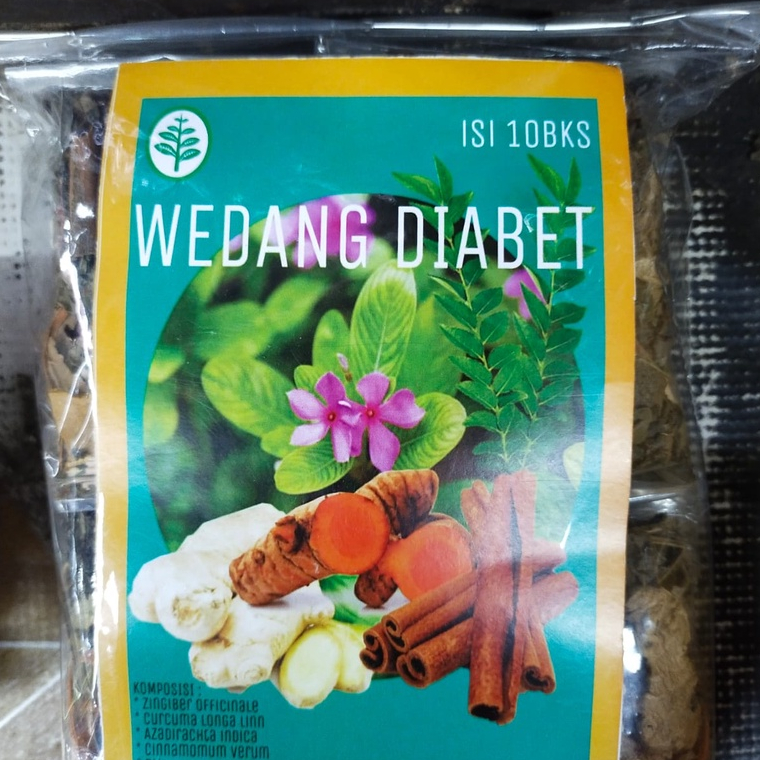 ISI 10BKS
WEDANG DIABET
KOMPOSISI :
* Zingiber officinale
* Curcuma Longa Linn
* Azadirachta Indica
* Cinnamomum Verum